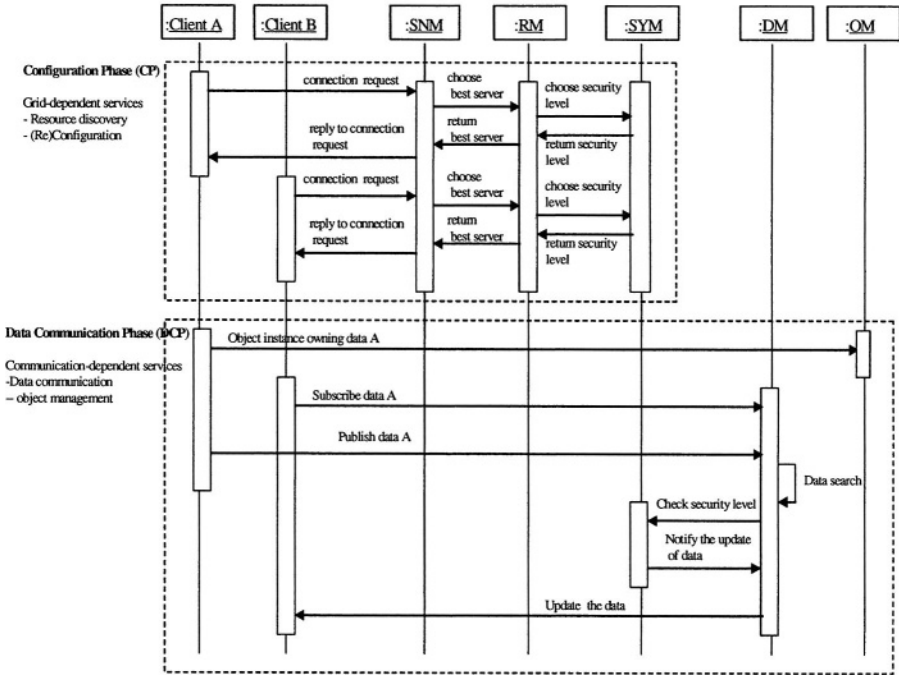 :Client A
:Client B
:SNM
:RM
:SYM
:DM
:OM
Configuration Phase (CP)
Grid-dependent services
- Resource discovery
- (Re)Configuration
connection request
choose
best server
choose security
level
reply to connection
request
return
best server
return security
level
connection request
choose
best server
choose security
level
reply to connection
request
return
best server
return security
level
Data Communication Phase (DCP)
Communication-dependent services
-Data communication
– object management
Object instance owning data A
Subscribe data A
Publish data A
Data search
Check security level
Notify the update
of data
Update the data